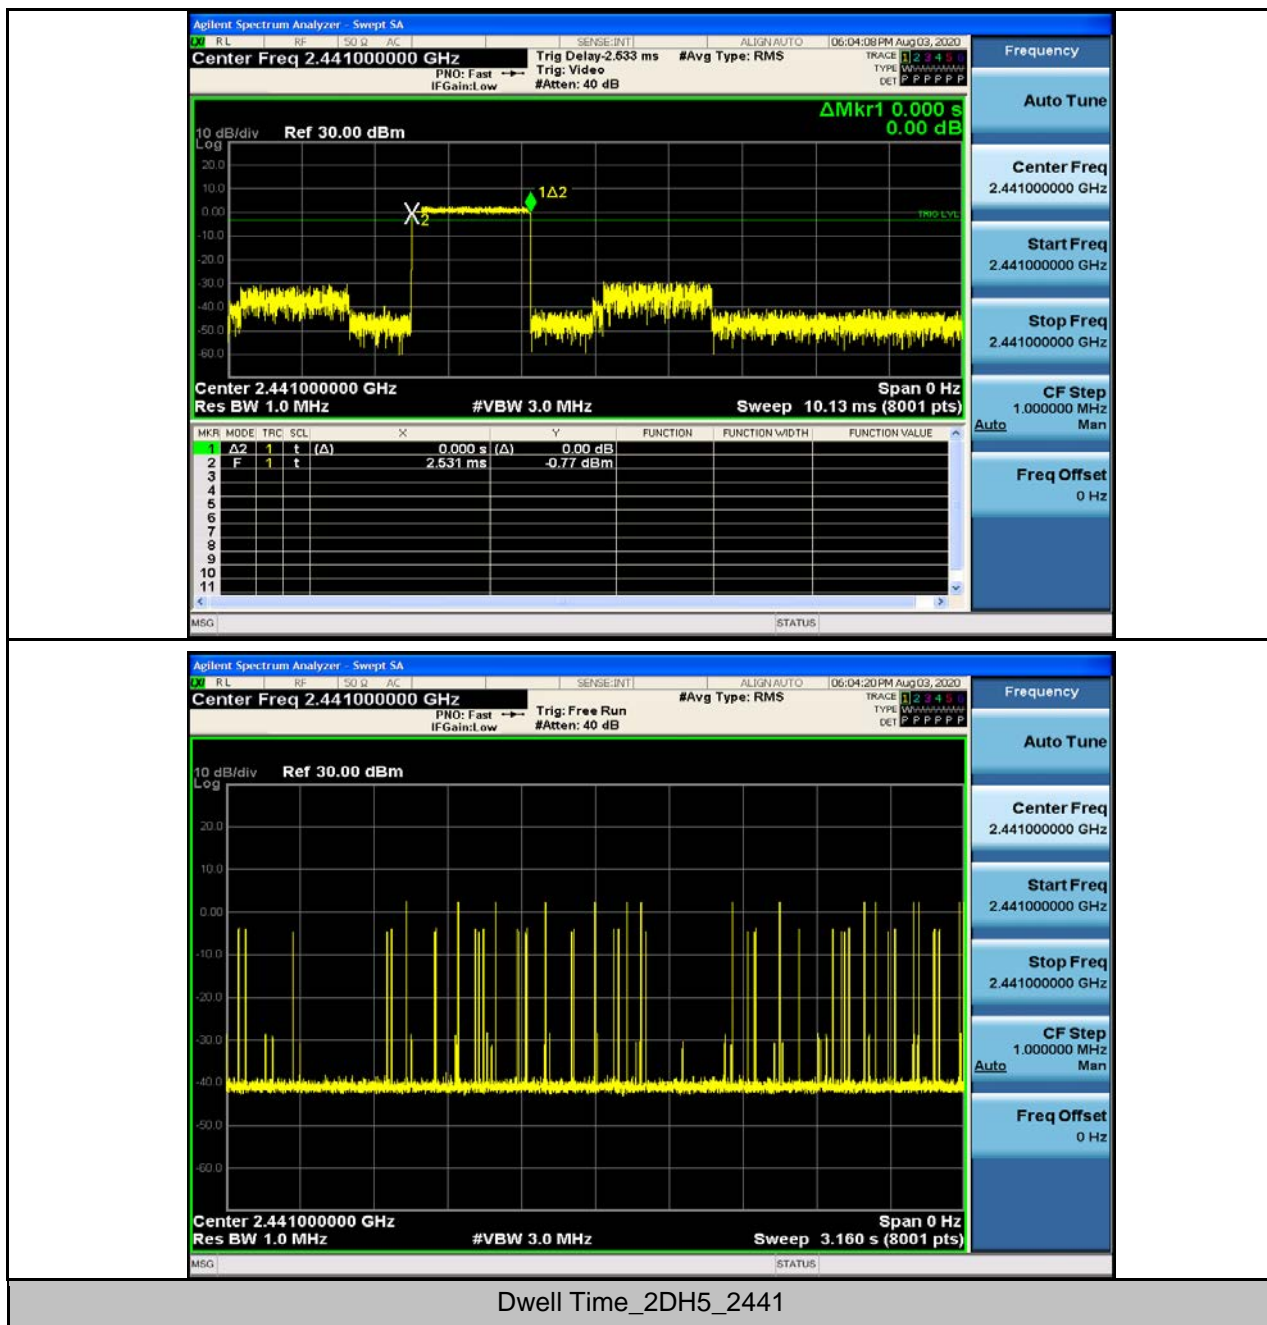 Agilent Spectrum Analyzer - Swept SA
RL RF 50 Ω AC SENSE:INT ALIGN AUTO 06:04:08 PM Aug 03, 2020
Center Freq 2.441000000 GHz
Trig Delay-2.533 ms #Avg Type: RMS TRACE 1 2 3 4 5 6
PNO: Fast Trig: Video TYPE
IFGain:Low #Atten: 40 dB DET P P P P P P
ΔMkr1 0.000 s
0.00 dB
10 dB/div Ref 30.00 dBm
Log
20.0
10.0
0.00
-10.0
-20.0
-30.0
-40.0
-50.0
-60.0
1Δ2
2
TRIG LVL
Center 2.441000000 GHz Span 0 Hz
Res BW 1.0 MHz #VBW 3.0 MHz Sweep 10.13 ms (8001 pts)
MKR MODE TRC SCL X Y FUNCTION FUNCTION WIDTH FUNCTION VALUE
1 Δ2 1 t (Δ) 0.000 s (Δ) 0.00 dB
2 F 1 t 2.531 ms -0.77 dBm
3
4
5
6
7
8
9
10
11
MSG STATUS
Frequency
Auto Tune
Center Freq
2.441000000 GHz
Start Freq
2.441000000 GHz
Stop Freq
2.441000000 GHz
CF Step
1.000000 MHz
Auto Man
Freq Offset
0 Hz
Agilent Spectrum Analyzer - Swept SA
RL RF 50 Ω AC SENSE:INT ALIGN AUTO 06:04:20 PM Aug 03, 2020
Center Freq 2.441000000 GHz
#Avg Type: RMS TRACE 1 2 3 4 5 6
PNO: Fast Trig: Free Run TYPE
IFGain:Low #Atten: 40 dB DET P P P P P P
10 dB/div Ref 30.00 dBm
Log
20.0
10.0
0.00
-10.0
-20.0
-30.0
-40.0
-50.0
-60.0
Center 2.441000000 GHz Span 0 Hz
Res BW 1.0 MHz #VBW 3.0 MHz Sweep 3.160 s (8001 pts)
MSG STATUS
Frequency
Auto Tune
Center Freq
2.441000000 GHz
Start Freq
2.441000000 GHz
Stop Freq
2.441000000 GHz
CF Step
1.000000 MHz
Auto Man
Freq Offset
0 Hz
Dwell Time_2DH5_2441